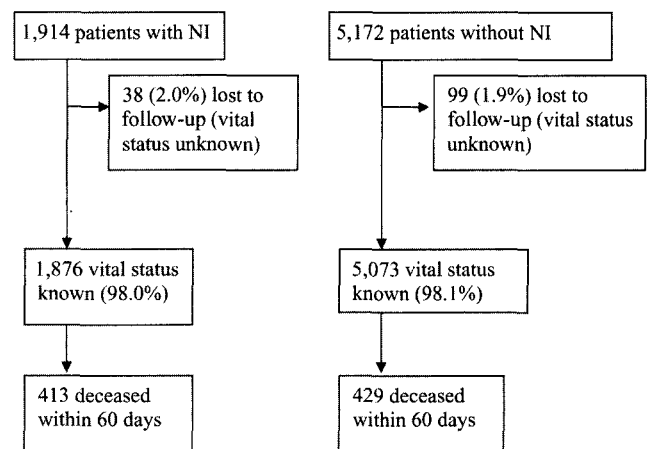 1,914 patients with NI
38 (2.0%) lost to
follow-up (vital
status unknown)
1,876 vital status
known (98.0%)
413 deceased
within 60 days
5,172 patients without NI
99 (1.9%) lost to
follow-up (vital status
unknown)
5,073 vital status
known (98.1%)
429 deceased
within 60 days